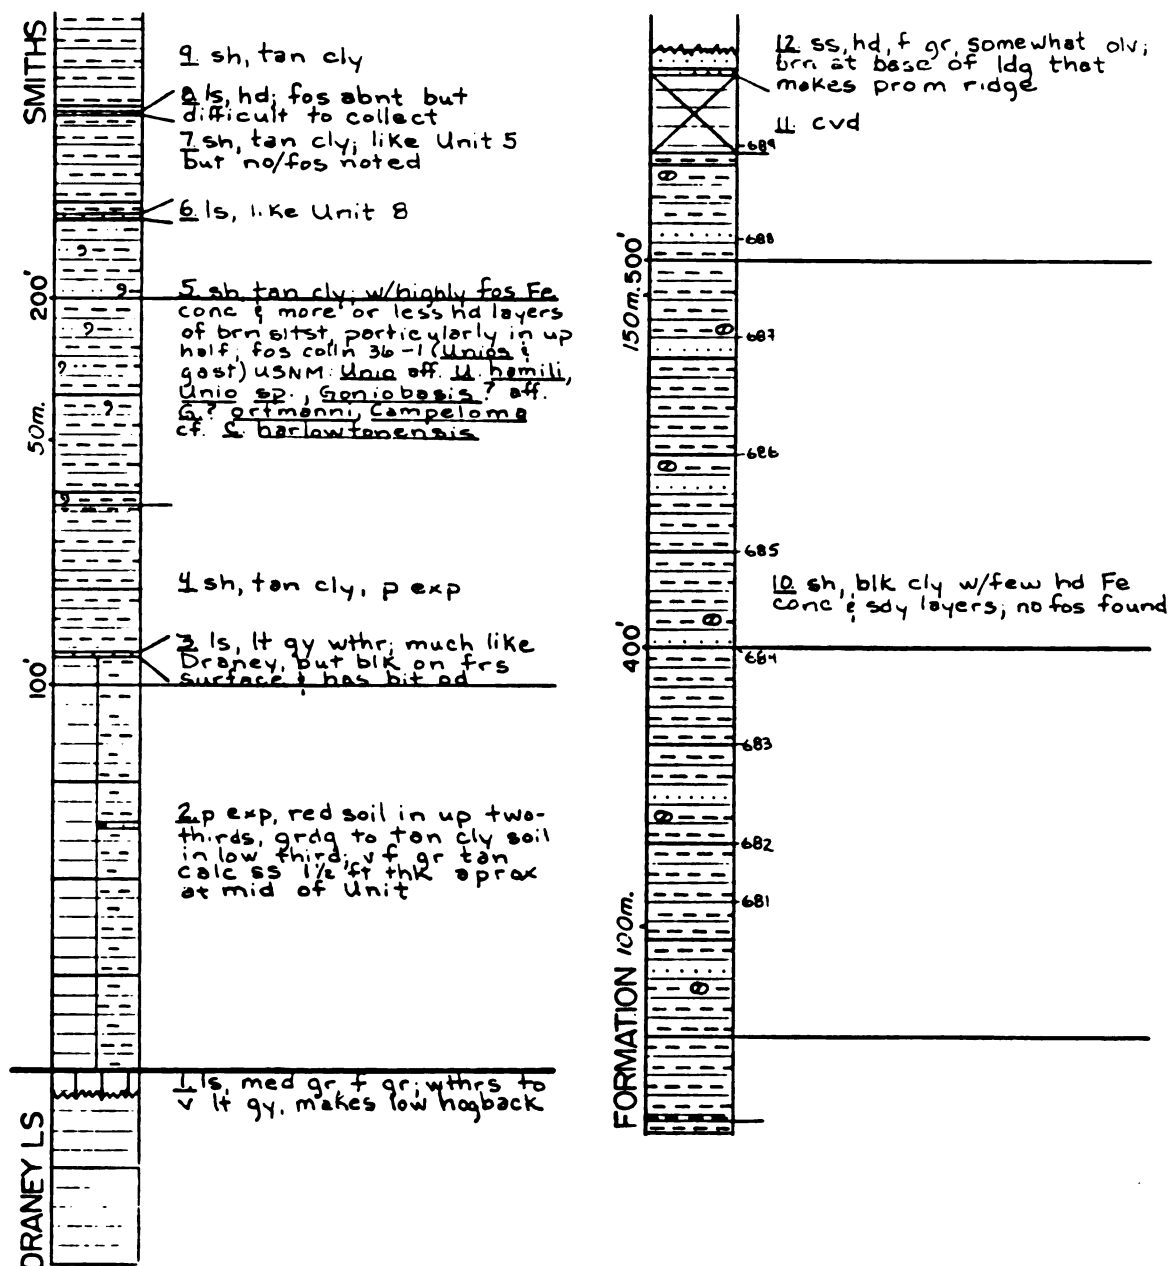 SMITHS
9 sh, tan cly
8 ls, hd; fos abnt but
difficult to collect
7 sh, tan cly; like Unit 5
but no/fos noted
6 ls, like Unit 8
200'
5 sh, tan cly; w/highly fos Fe
conc & more or less hd layers
of brn sltst, particularly in up
half; fos colln 36-1 (Unios &
gast) USNM: Unio aff. U. hamili,
Unio sp., Goniobasis? aff.
G.? ortmanni, Campeloma
cf. C. harlowtonensis
50m.
4 sh, tan cly, p exp
3 ls, lt gy wthr; much like
Draney, but blk on frs
surface & has bit od
100'
2 p exp, red soil in up two-
thirds, grdg to tan cly soil
in low third; v f gr tan
calc ss 1½ ft thk aprox
at mid of Unit
1 ls, med gr, f gr; wthrs to
v lt gy, makes low hogback
DRANEY LS
12 ss, hd, f gr, somewhat olv;
brn at base of ldg that
makes prom ridge
11 cvd
689
688
500'
150m.
687
686
685
10 sh, blk cly w/few hd Fe
conc & sdy layers; no fos found
400'
684
683
682
681
100m.
FORMATION